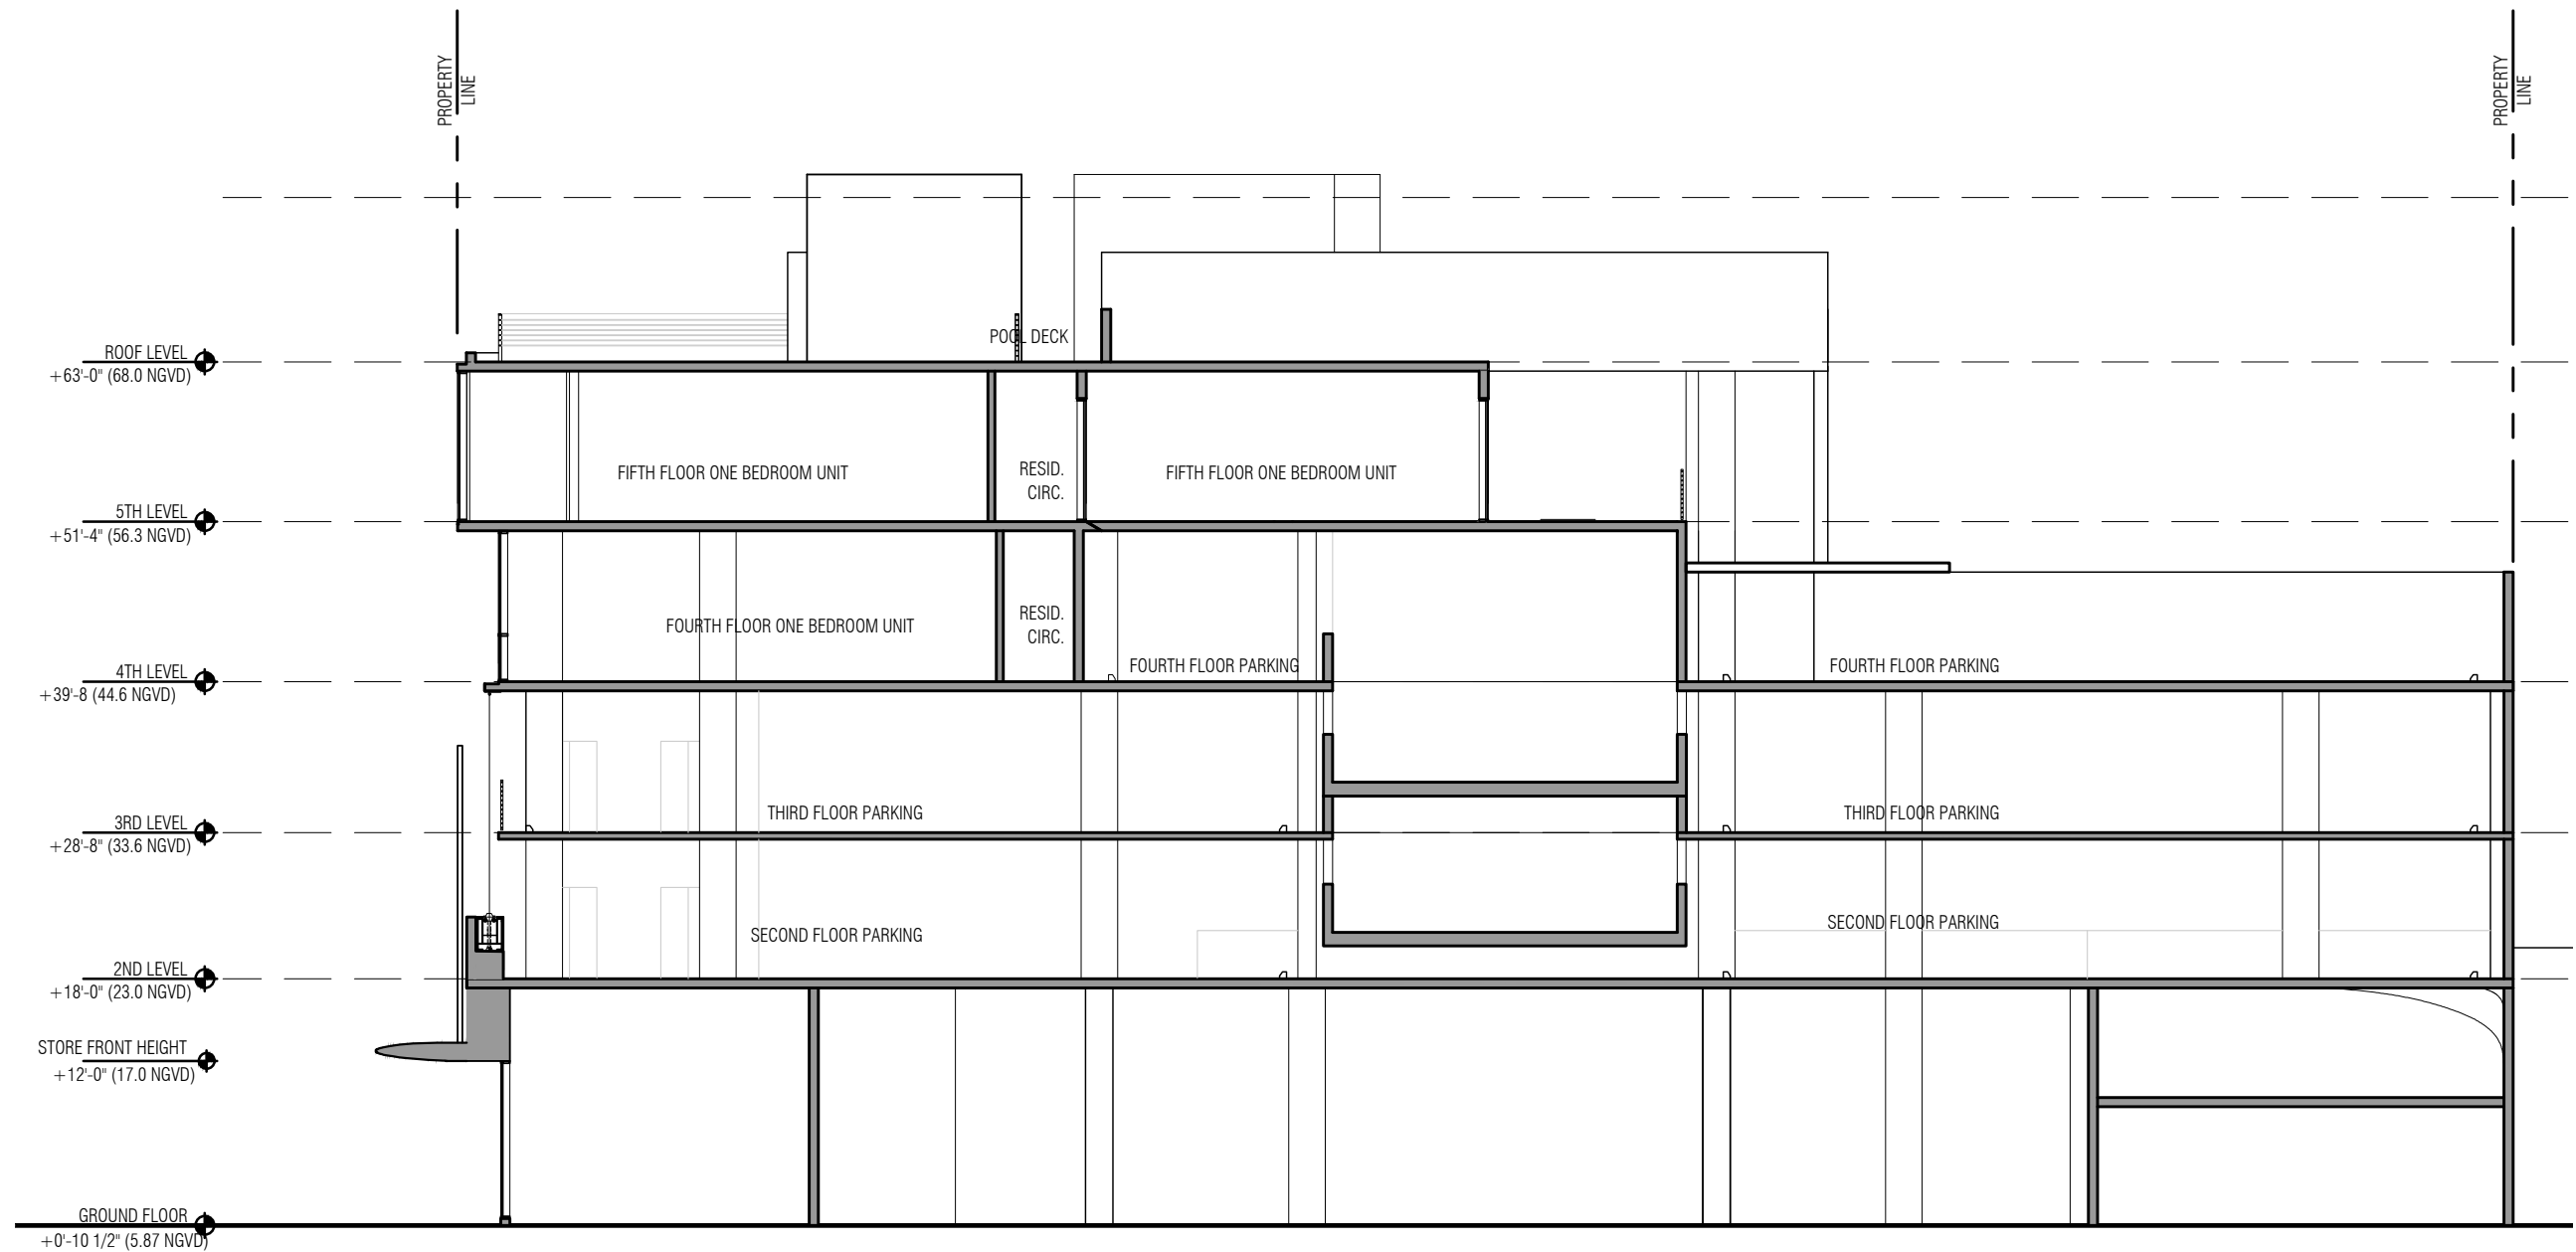 PROPERTY
LINE
PROPERTY
LINE
POOL DECK
ROOF LEVEL
+63'-0" (68.0 NGVD)
FIFTH FLOOR ONE BEDROOM UNIT
RESID.
CIRC.
FIFTH FLOOR ONE BEDROOM UNIT
5TH LEVEL
+51'-4" (56.3 NGVD)
FOURTH FLOOR ONE BEDROOM UNIT
RESID.
CIRC.
FOURTH FLOOR PARKING
FOURTH FLOOR PARKING
4TH LEVEL
+39'-8 (44.6 NGVD)
THIRD FLOOR PARKING
THIRD FLOOR PARKING
3RD LEVEL
+28'-8" (33.6 NGVD)
SECOND FLOOR PARKING
SECOND FLOOR PARKING
2ND LEVEL
+18'-0" (23.0 NGVD)
STORE FRONT HEIGHT
+12'-0" (17.0 NGVD)
GROUND FLOOR
+0'-10 1/2" (5.87 NGVD)